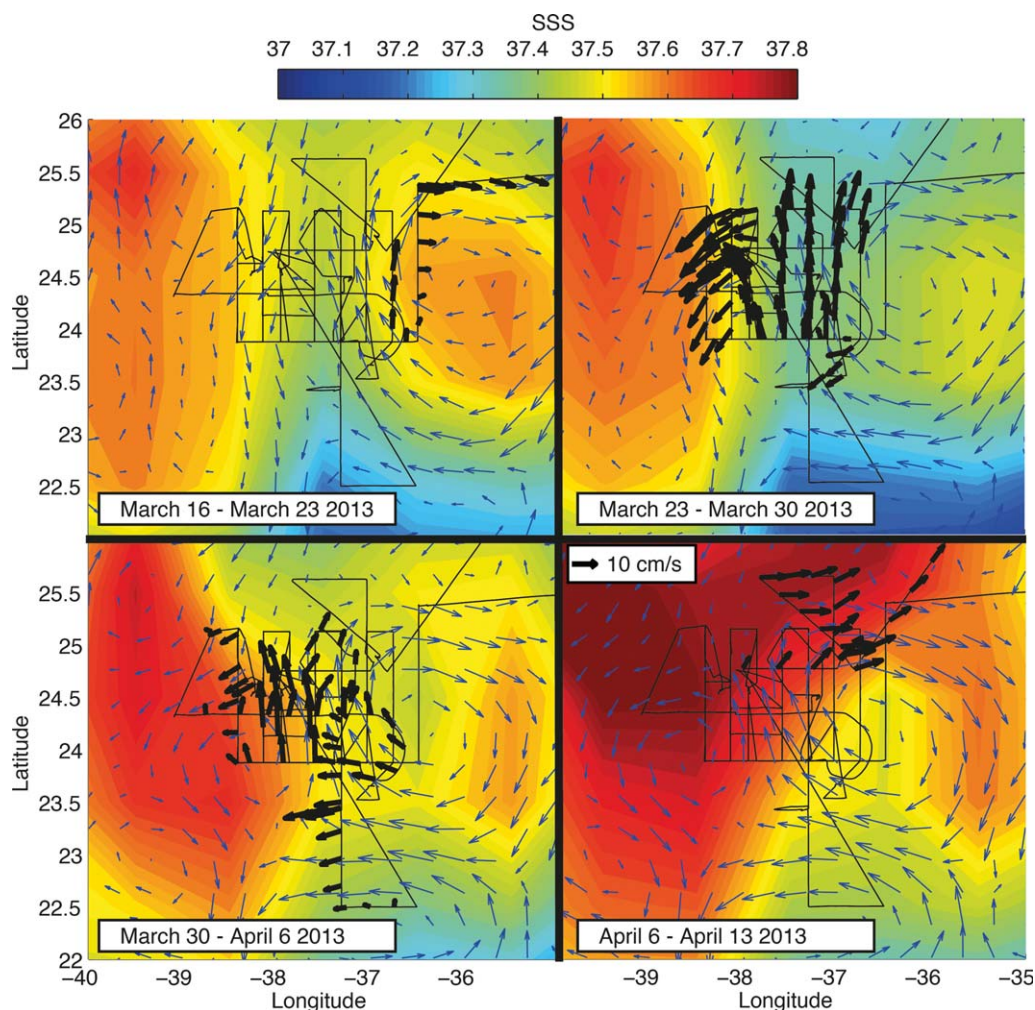 SSS
37 37.1 37.2 37.3 37.4 37.5 37.6 37.7 37.8
26
25.5
25
24.5
24
23.5
23
22.5
Latitude
March 16 - March 23 2013
March 23 - March 30 2013
10 cm/s
25.5
25
24.5
24
23.5
23
22.5
22
Latitude
March 30 - April 6 2013
April 6 - April 13 2013
−40 −39 −38 −37 −36 −39 −38 −37 −36 −35
Longitude Longitude